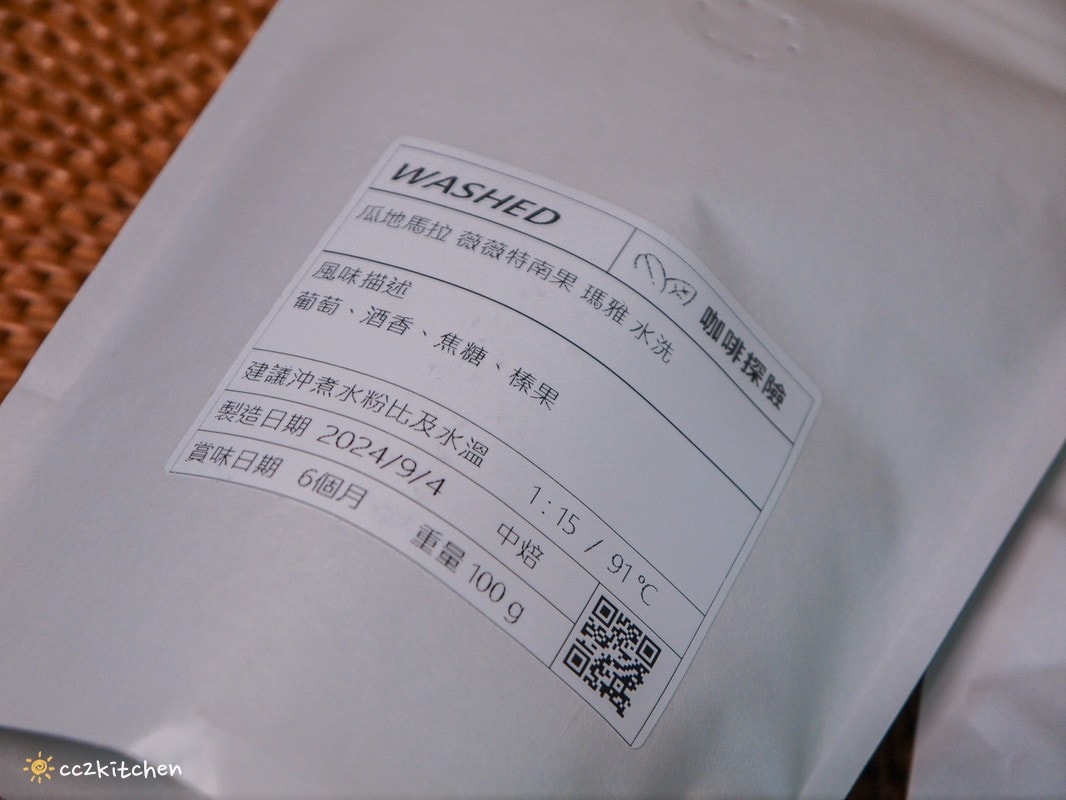 WASHED
咖啡探險
瓜地馬拉 薇薇特南果 瑪雅 水洗
風味描述
葡萄、酒香、焦糖、榛果
建議沖煮水粉比及水溫 1:15 / 91℃
製造日期 2024/9/4 中焙
賞味日期 6個月 重量 100 g
cc2kitchen